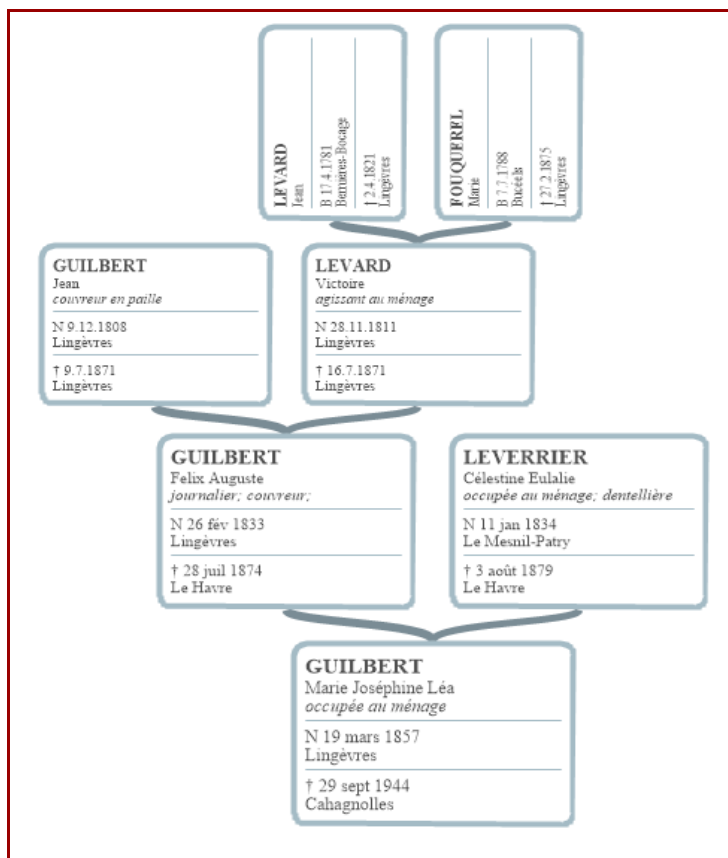 LEVARD
Jean
B 17.4.1781
Bernières-Bocage
† 2.4.1821
Lingèvres
FOUQUEREL
Marie
B 7.7.1788
Bucéels
† 27.2.1875
Lingèvres
GUILBERT
Jean
couvreur en paille
N 9.12.1808
Lingèvres
† 9.7.1871
Lingèvres
LEVARD
Victoire
agissant au ménage
N 28.11.1811
Lingèvres
† 16.7.1871
Lingèvres
GUILBERT
Felix Auguste
journalier; couvreur;
N 26 fév 1833
Lingèvres
† 28 juil 1874
Le Havre
LEVERRIER
Célestine Eulalie
occupée au ménage; dentellière
N 11 jan 1834
Le Mesnil-Patry
† 3 août 1879
Le Havre
GUILBERT
Marie Joséphine Léa
occupée au ménage
N 19 mars 1857
Lingèvres
† 29 sept 1944
Cahagnolles